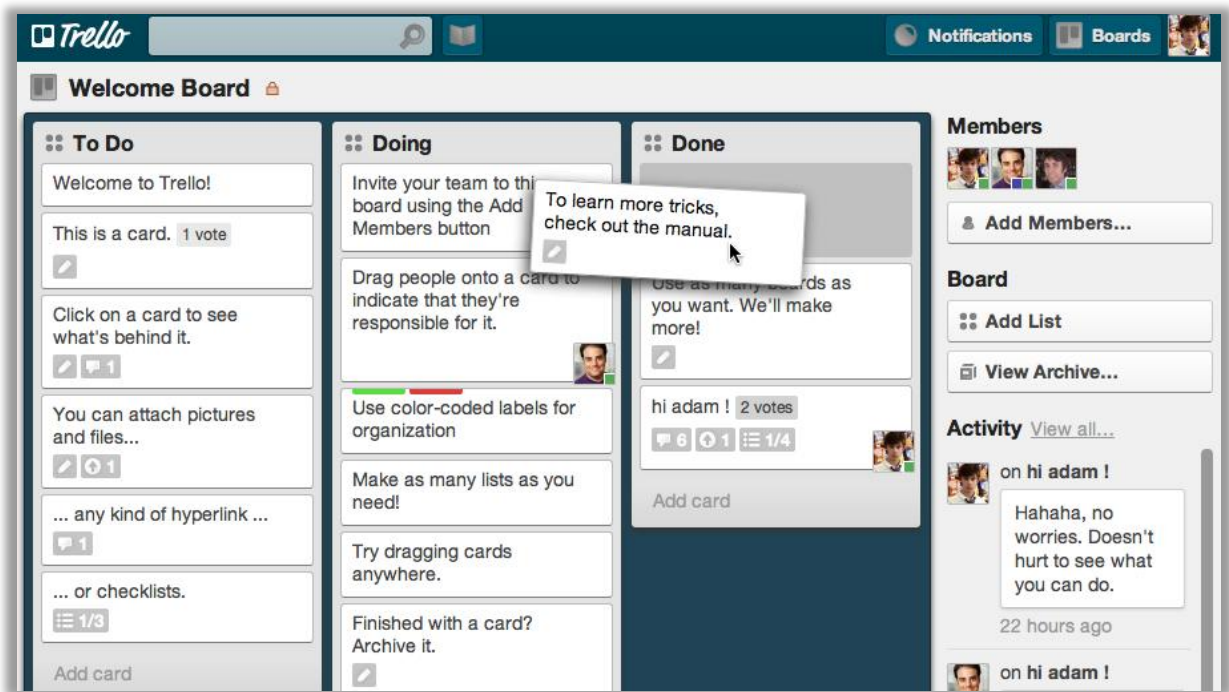 Trello
Notifications
Boards
Welcome Board
To Do
Welcome to Trello!
This is a card. 1 vote
Click on a card to see
what's behind it.
1
You can attach pictures
and files...
1
... any kind of hyperlink ...
1
... or checklists.
1/3
Add card
Doing
Invite your team to
board using the Add
Members button
Drag people onto a card to
indicate that they're
responsible for it.
Use color-coded labels for
organization
Make as many lists as you
need!
Try dragging cards
anywhere.
Finished with a card?
Archive it.
To learn more tricks,
check out the manual.
Done
Use as many boards as
you want. We'll make
more!
hi adam ! 2 votes
6 1 1/4
Add card
Members
Add Members...
Board
Add List
View Archive...
Activity View all...
on hi adam !
Hahaha, no
worries. Doesn't
hurt to see what
you can do.
22 hours ago
on hi adam !